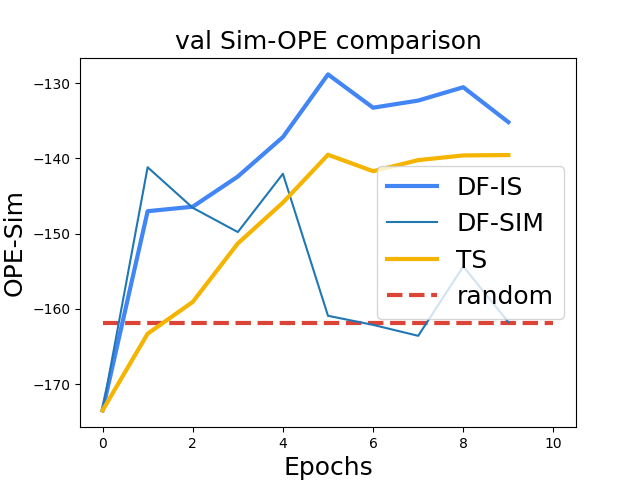 val Sim-OPE comparison
−130
−140
−150
−160
−170
OPE-Sim
DF-IS
DF-SIM
TS
random
0
2
4
6
8
10
Epochs